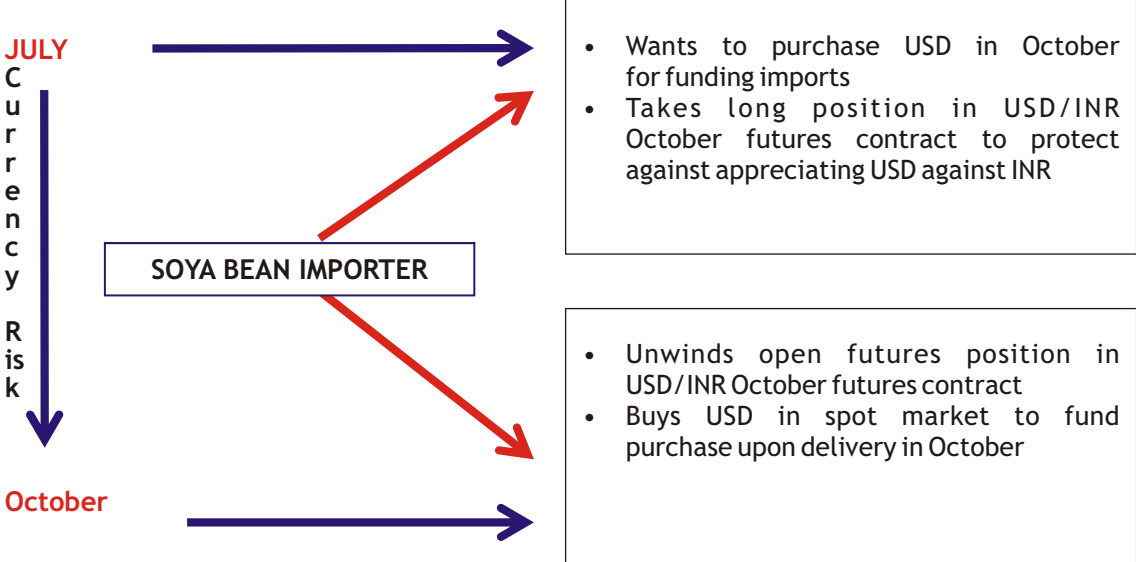 JULY
Currency Risk
• Wants to purchase USD in October
for funding imports
• Takes long position in USD/INR
October futures contract to protect
against appreciating USD against INR
SOYA BEAN IMPORTER
• Unwinds open futures position in
USD/INR October futures contract
• Buys USD in spot market to fund
purchase upon delivery in October
October